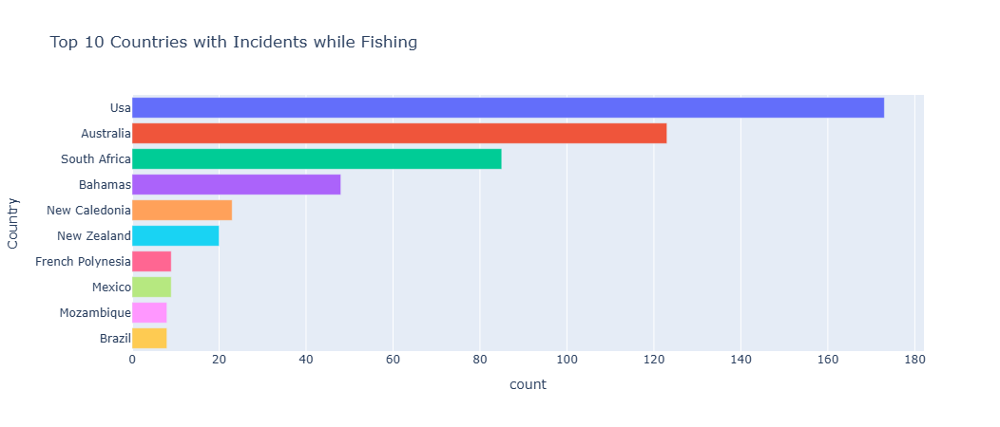 Top 10 Countries with Incidents while Fishing
Country
Usa
Australia
South Africa
Bahamas
New Caledonia
New Zealand
French Polynesia
Mexico
Mozambique
Brazil
0 20 40 60 80 100 120 140 160 180
count